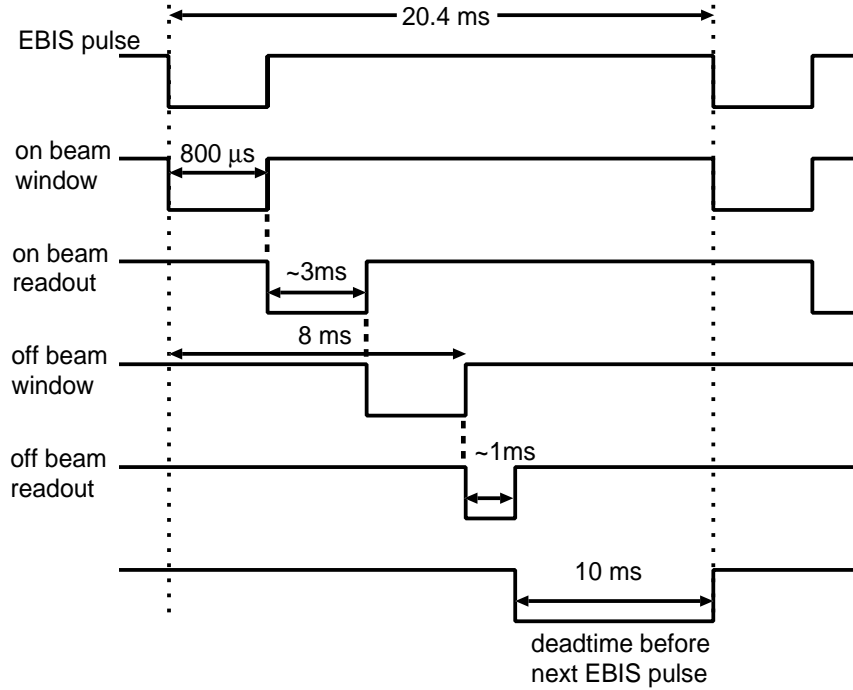 20.4 ms
EBIS pulse
on beam
window
800 μs
on beam
readout
~3ms
8 ms
off beam
window
off beam
readout
~1ms
10 ms
deadtime before
next EBIS pulse